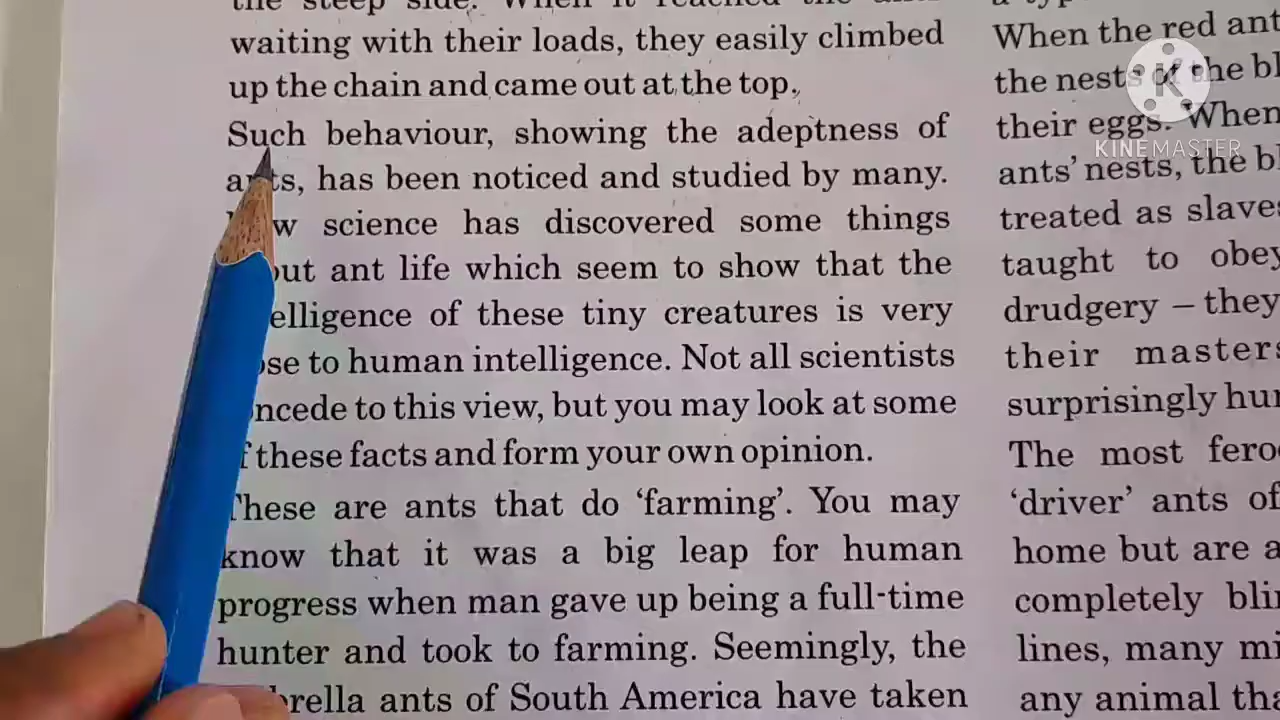 waiting with their loads, they easily climbed
up the chain and came out at the top.
Such behaviour, showing the adeptness of
ants, has been noticed and studied by many.
science has discovered some things
ant life which seem to show that the
of these tiny creatures is very
to human intelligence. Not all scientists
to this view, but you may look at some
these facts and form your own opinion.
These are ants that do ‘farming’. You may
know that it was a big leap for human
progress when man gave up being a full-time
hunter and took to farming. Seemingly, the
ants of South America have taken
When the red ant
the nests of the
their eggs. When
ants’ nests, the
treated as
taught to obey
drudgery – they
their masters
surprisingly
The most
‘driver’ ants of
home but are
completely
lines, many
any animal
KINEMASTER